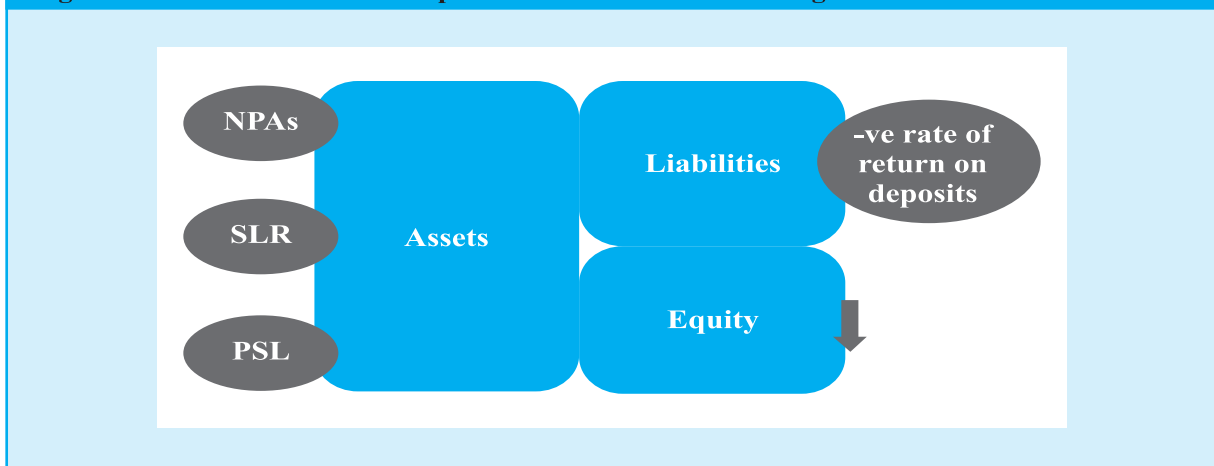 NPAs
SLR
PSL
Assets
Liabilities
Equity
-ve rate of
return on
deposits